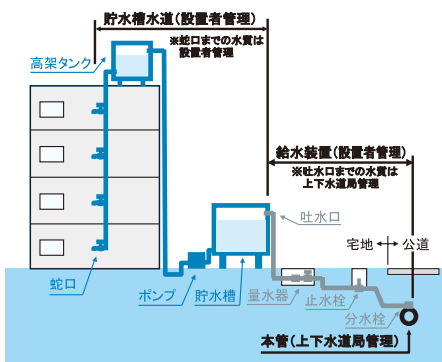 貯水槽水道(設置者管理)
※蛇口までの水質は
設置者管理
高架タンク
給水装置(設置者管理)
※吐水口までの水質は
上下水道局管理
吐水口
宅地
公道
蛇口
ポンプ
貯水槽
量水器
止水栓
分水栓
本管(上下水道局管理)